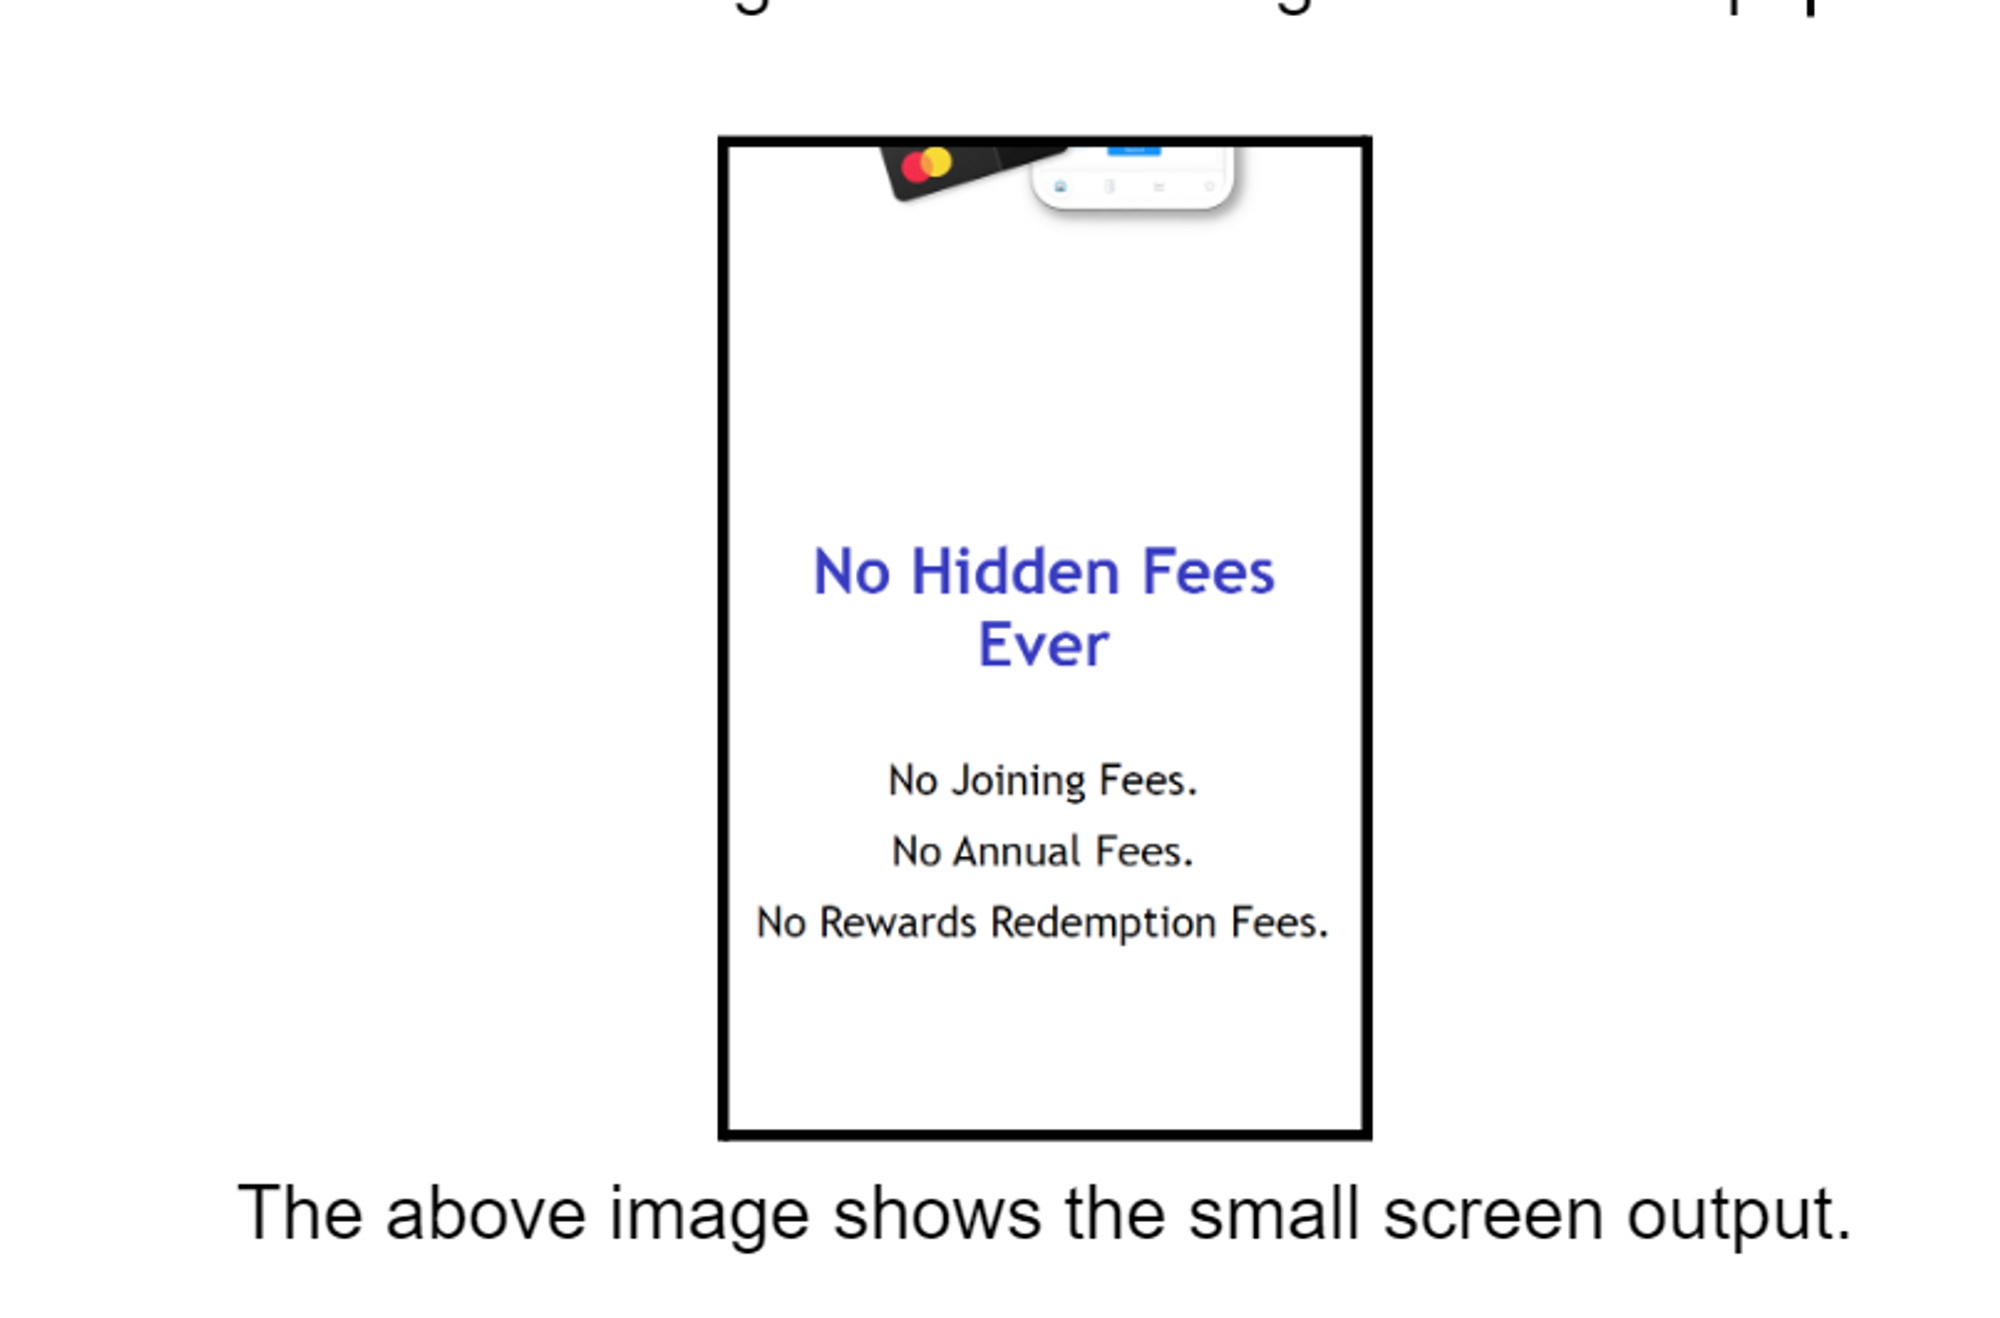 No Hidden Fees
Ever
No Joining Fees.
No Annual Fees.
No Rewards Redemption Fees.
The above image shows the small screen output.